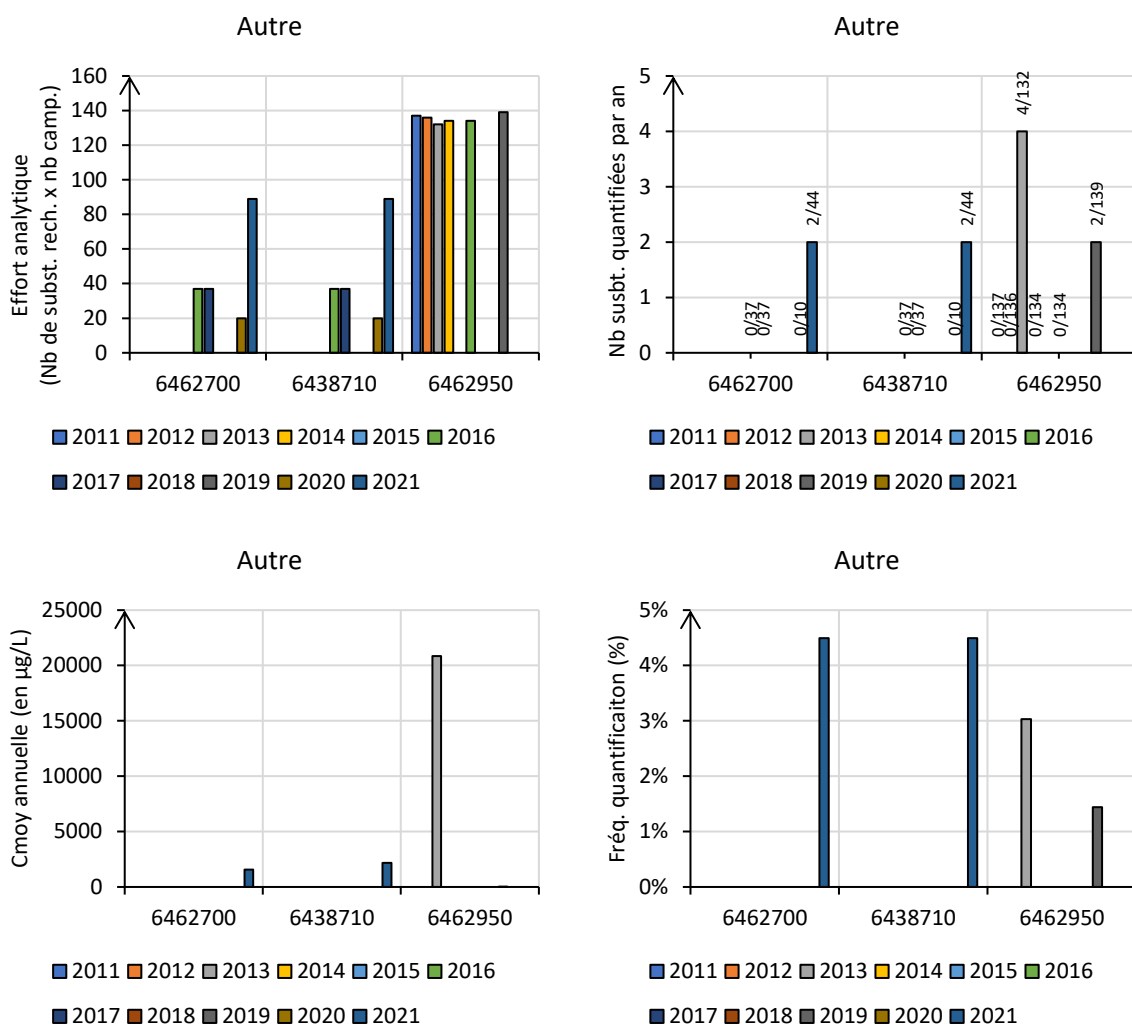 Autre
Effort analytique
(Nb de subst. rech. x nb camp.)
160
140
120
100
80
60
40
20
0
6462700 6438710 6462950
2011 2012 2013 2014 2015 2016
2017 2018 2019 2020 2021
Autre
Nb susbt. quantifiées par an
5
4
3
2
1
0
0/37
0/37
0/10
2/44
0/37
0/37
0/10
2/44
0/137
0/136
4/132
0/134
0/134
2/139
6462700 6438710 6462950
2011 2012 2013 2014 2015 2016
2017 2018 2019 2020 2021
Autre
Cmoy annuelle (en µg/L)
25000
20000
15000
10000
5000
0
6462700 6438710 6462950
2011 2012 2013 2014 2015 2016
2017 2018 2019 2020 2021
Autre
Fréq. quantificaiton (%)
5%
4%
3%
2%
1%
0%
6462700 6438710 6462950
2011 2012 2013 2014 2015 2016
2017 2018 2019 2020 2021